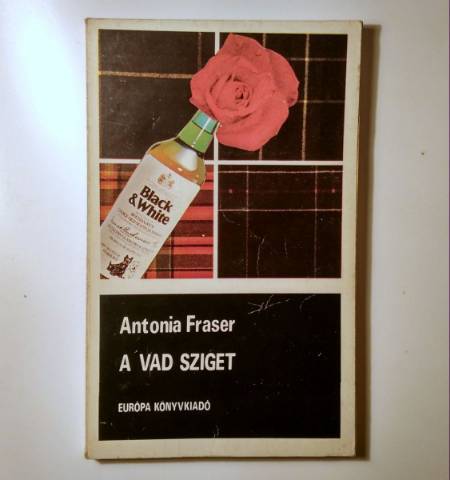 Black
& White
Antonia Fraser
A VAD SZIGET
EURÓPA KÖNYVKIADÓ